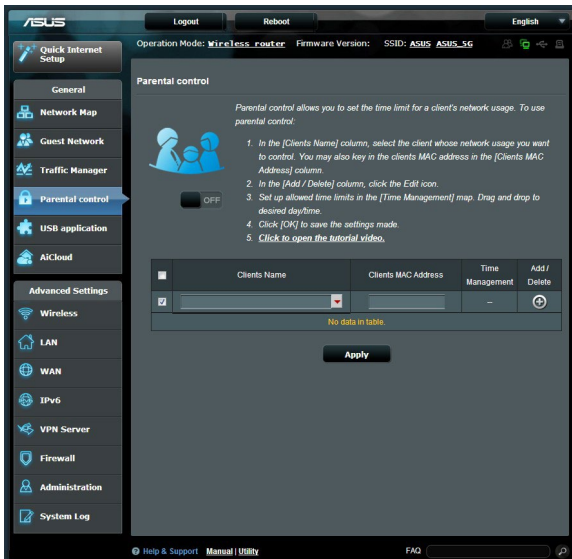 ASUS
Logout
Reboot
English
Quick Internet
Setup
Operation Mode: Wireless router Firmware Version: SSID: ASUS ASUS_5G
General
Network Map
Guest Network
Traffic Manager
Parental control
USB application
AiCloud
Advanced Settings
Wireless
LAN
WAN
IPv6
VPN Server
Firewall
Administration
System Log
Parental control
Parental control allows you to set the time limit for a client's network usage. To use
parental control:
1. In the [Clients Name] column, select the client whose network usage you want
to control. You may also key in the clients MAC address in the [Clients MAC
Address] column.
2. In the [Add / Delete] column, click the Edit icon.
3. Set up allowed time limits in the [Time Management] map. Drag and drop to
desired day/time.
4. Click [OK] to save the settings made.
5. Click to open the tutorial video.
OFF
Clients Name
Clients MAC Address
Time
Management
Add /
Delete
--
No data in table.
Apply
Help & Support Manual | Utility
FAQ